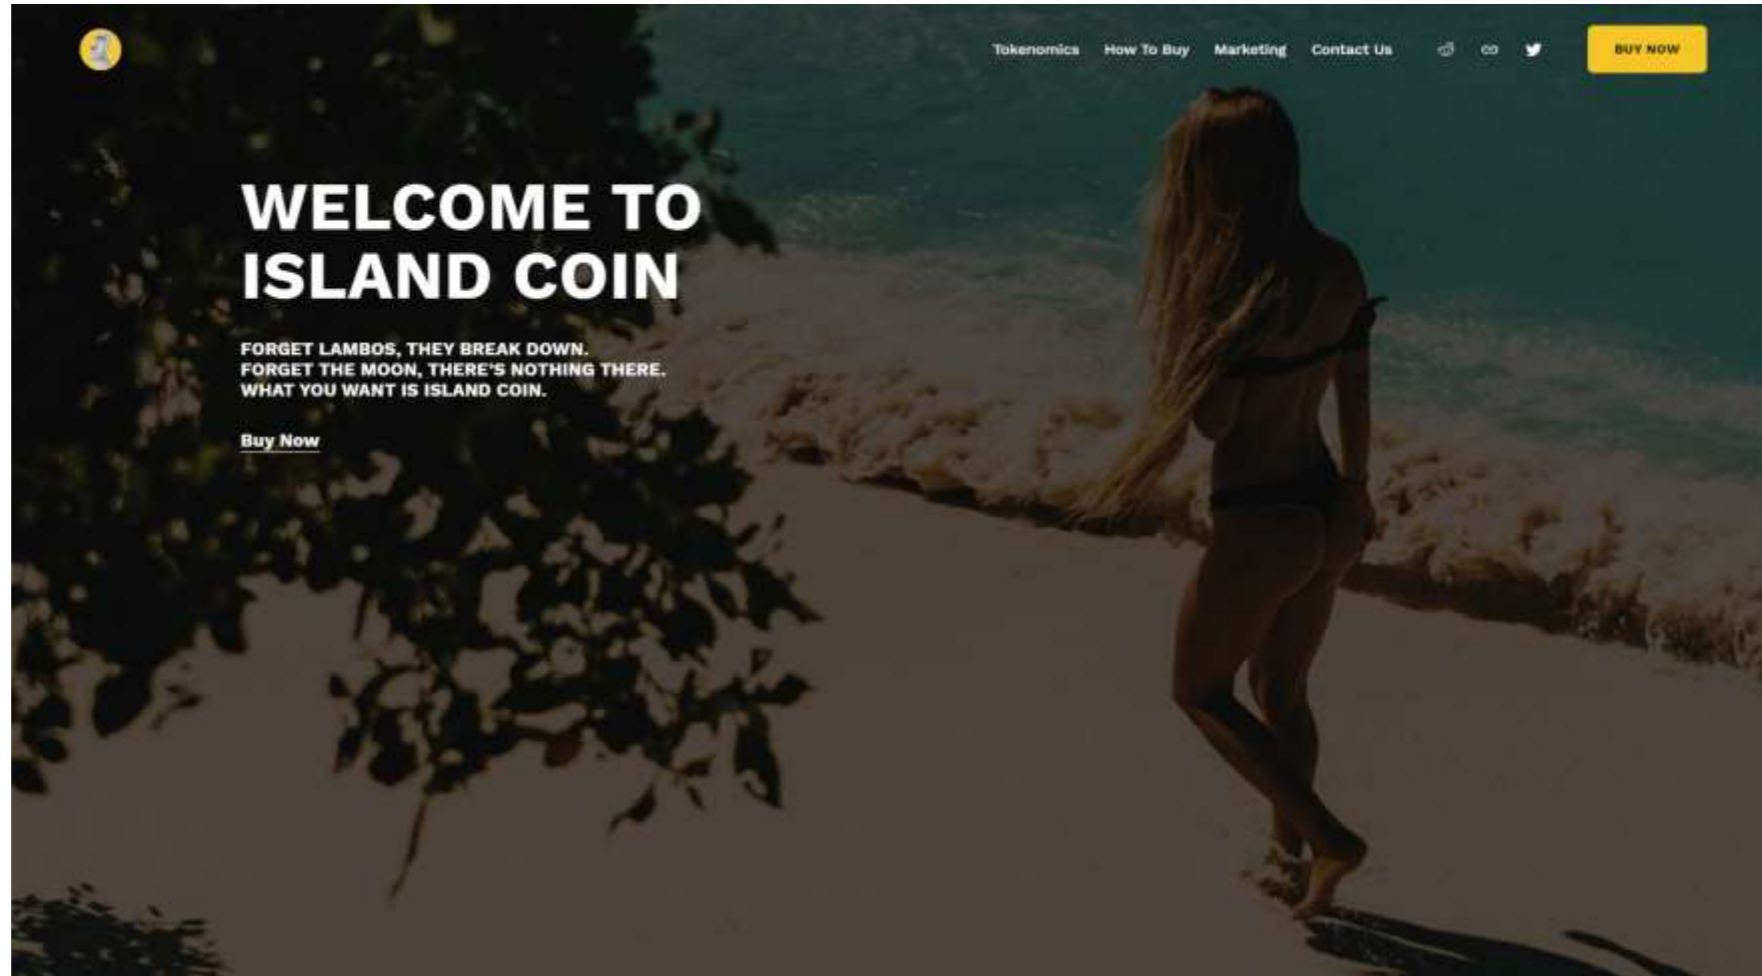 Tokenomics How To Buy Marketing Contact Us BUY NOW
WELCOME TO
ISLAND COIN
FORGET LAMBOS, THEY BREAK DOWN.
FORGET THE MOON, THERE'S NOTHING THERE.
WHAT YOU WANT IS ISLAND COIN.
Buy Now